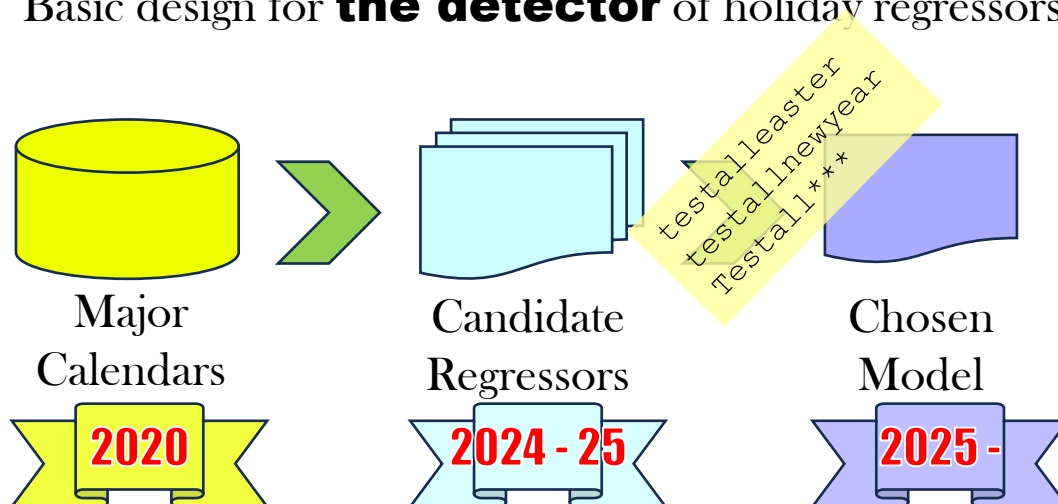 Basic design for the detector of holiday regressors
testalleaster
testallnewyear
Testall***
Major
Calendars
Candidate
Regressors
Chosen
Model
2020
2024 - 25
2025 -